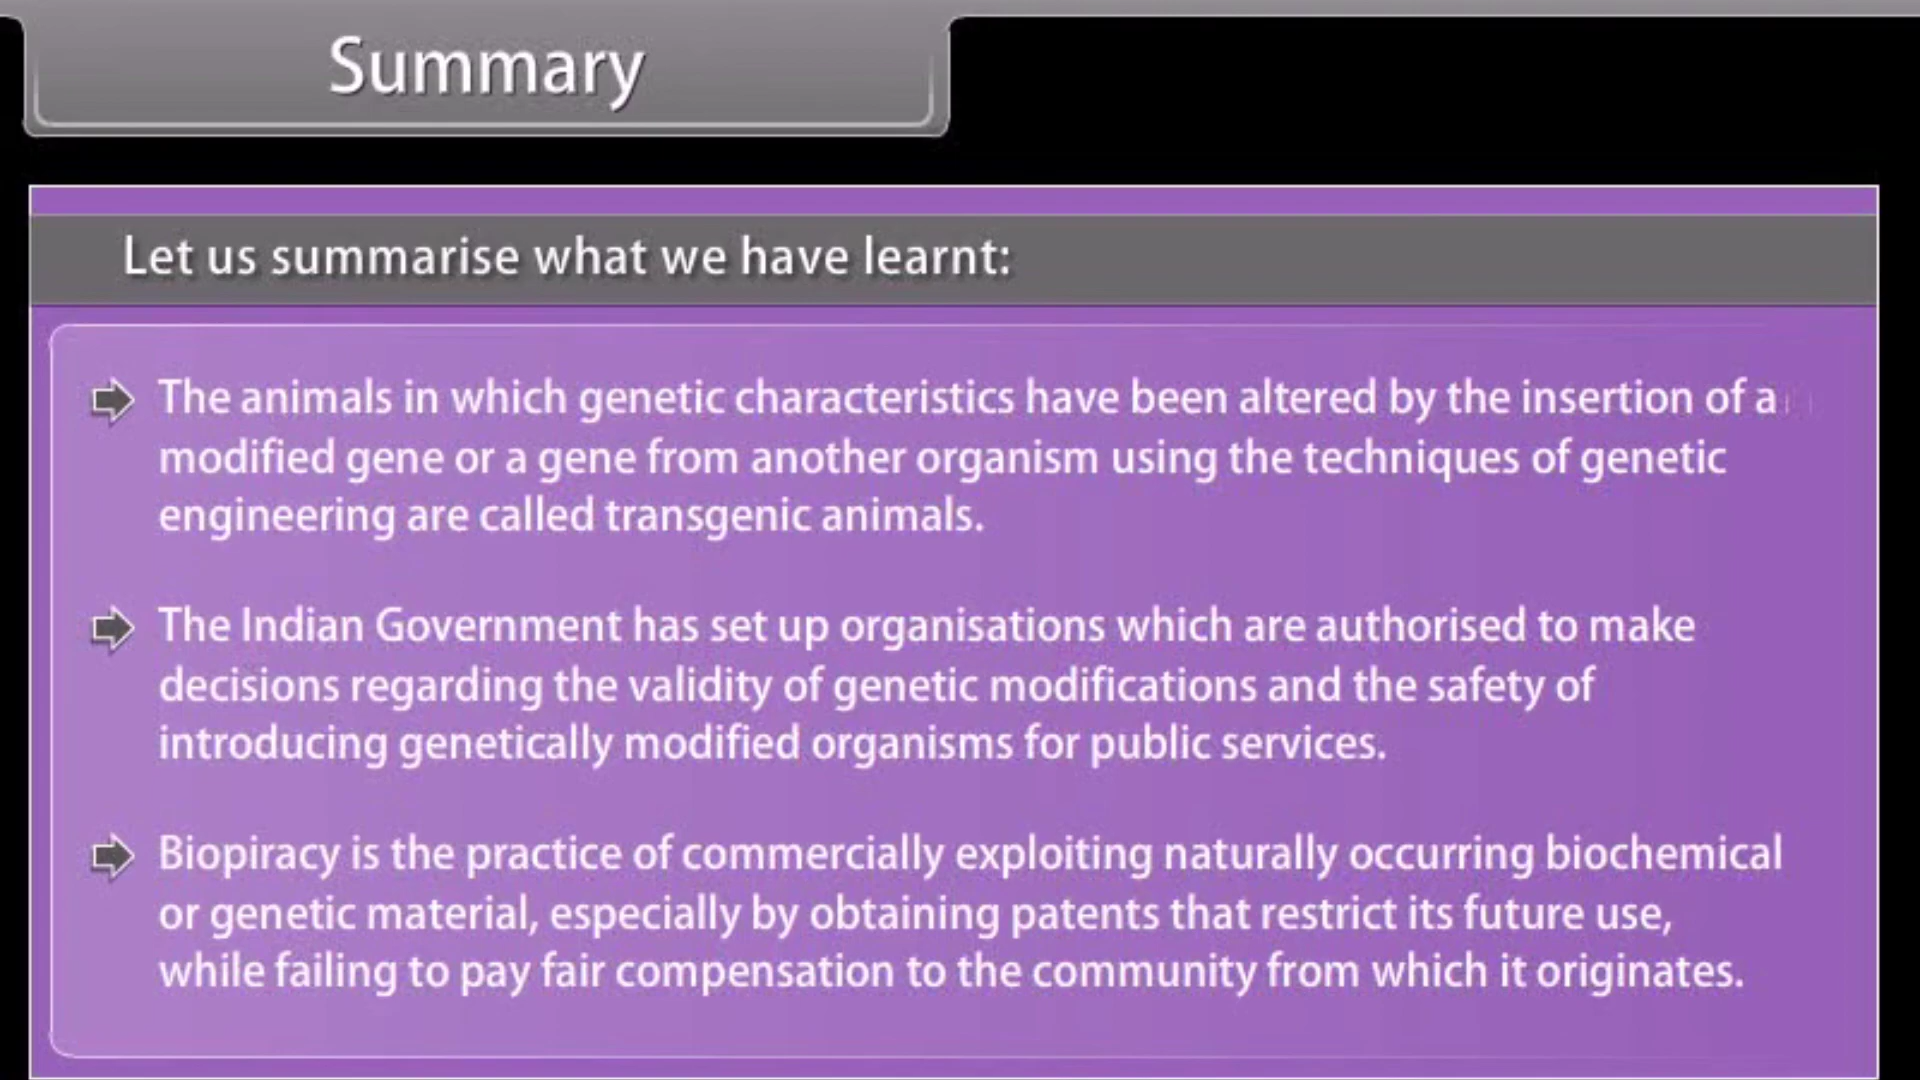 Summary
Let us summarise what we have learnt:
The animals in which genetic characteristics have been altered by the insertion of a
modified gene or a gene from another organism using the techniques of genetic
engineering are called transgenic animals.
The Indian Government has set up organisations which are authorised to make
decisions regarding the validity of genetic modifications and the safety of
introducing genetically modified organisms for public services.
Biopiracy is the practice of commercially exploiting naturally occurring biochemical
or genetic material, especially by obtaining patents that restrict its future use,
while failing to pay fair compensation to the community from which it originates.